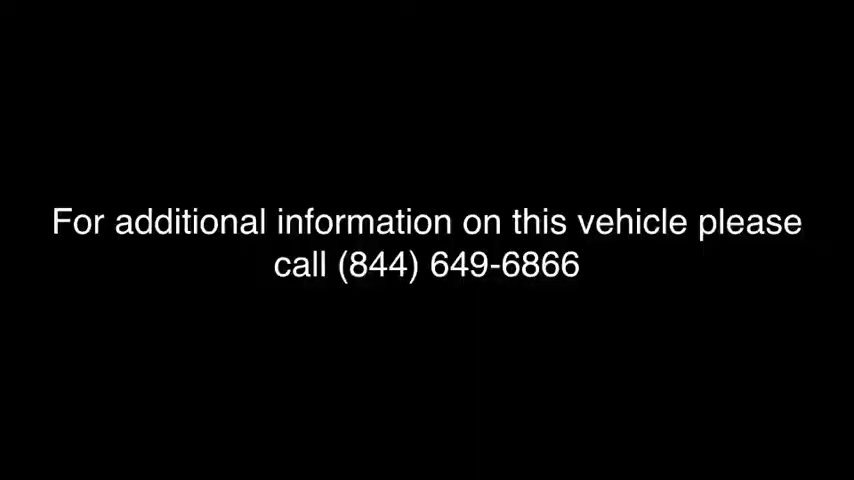 For additional information on this vehicle please
call (844) 649-6866